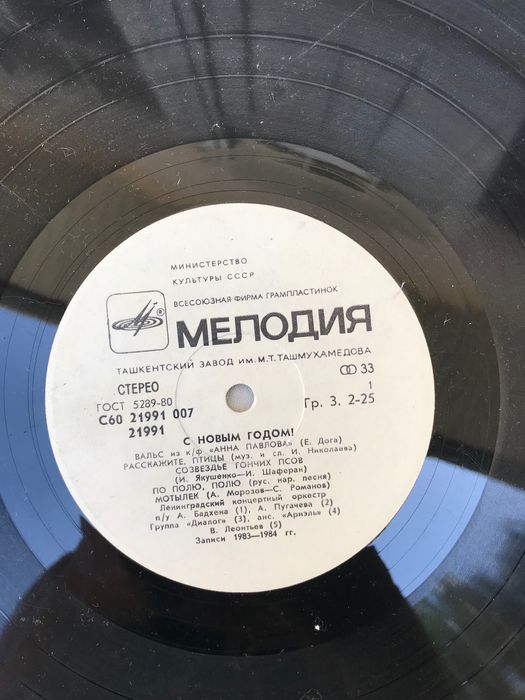 МИНИСТЕРСТВО
КУЛЬТУРЫ СССР
ВСЕСОЮЗНАЯ ФИРМА ГРАМПЛАСТИНОК
®
МЕЛОДИЯ
ТАШКЕНТСКИЙ ЗАВОД ИМ. М.Т. ТАШМУХАМЕДОВА
СТЕРЕО
33
ГОСТ 5289-80
1
С60 21991 007
Гр. 3. 2-25
21991
С НОВЫМ ГОДОМ!
ВАЛЬС из к/ф «АННА ПАВЛОВА» (Е. Дога)
РАССКАЖИТЕ, ПТИЦЫ (муз. и сл. И. Николаева)
СОЗВЕЗДЬЕ ГОНЧИХ ПСОВ
(И. Якушенко—И. Шаферан)
ПО ПОЛЮ, ПОЛЮ (рус. нар. песня)
МОТЫЛЕК (А. Морозов—С. Романов)
Ленинградский концертный оркестр
п/у А. Бадхена (1), А. Пугачева (2)
Группа «Диалог» (3), анс. «Ариэль» (4)
В. Леонтьев (5)
Записи 1983—1984 гг.